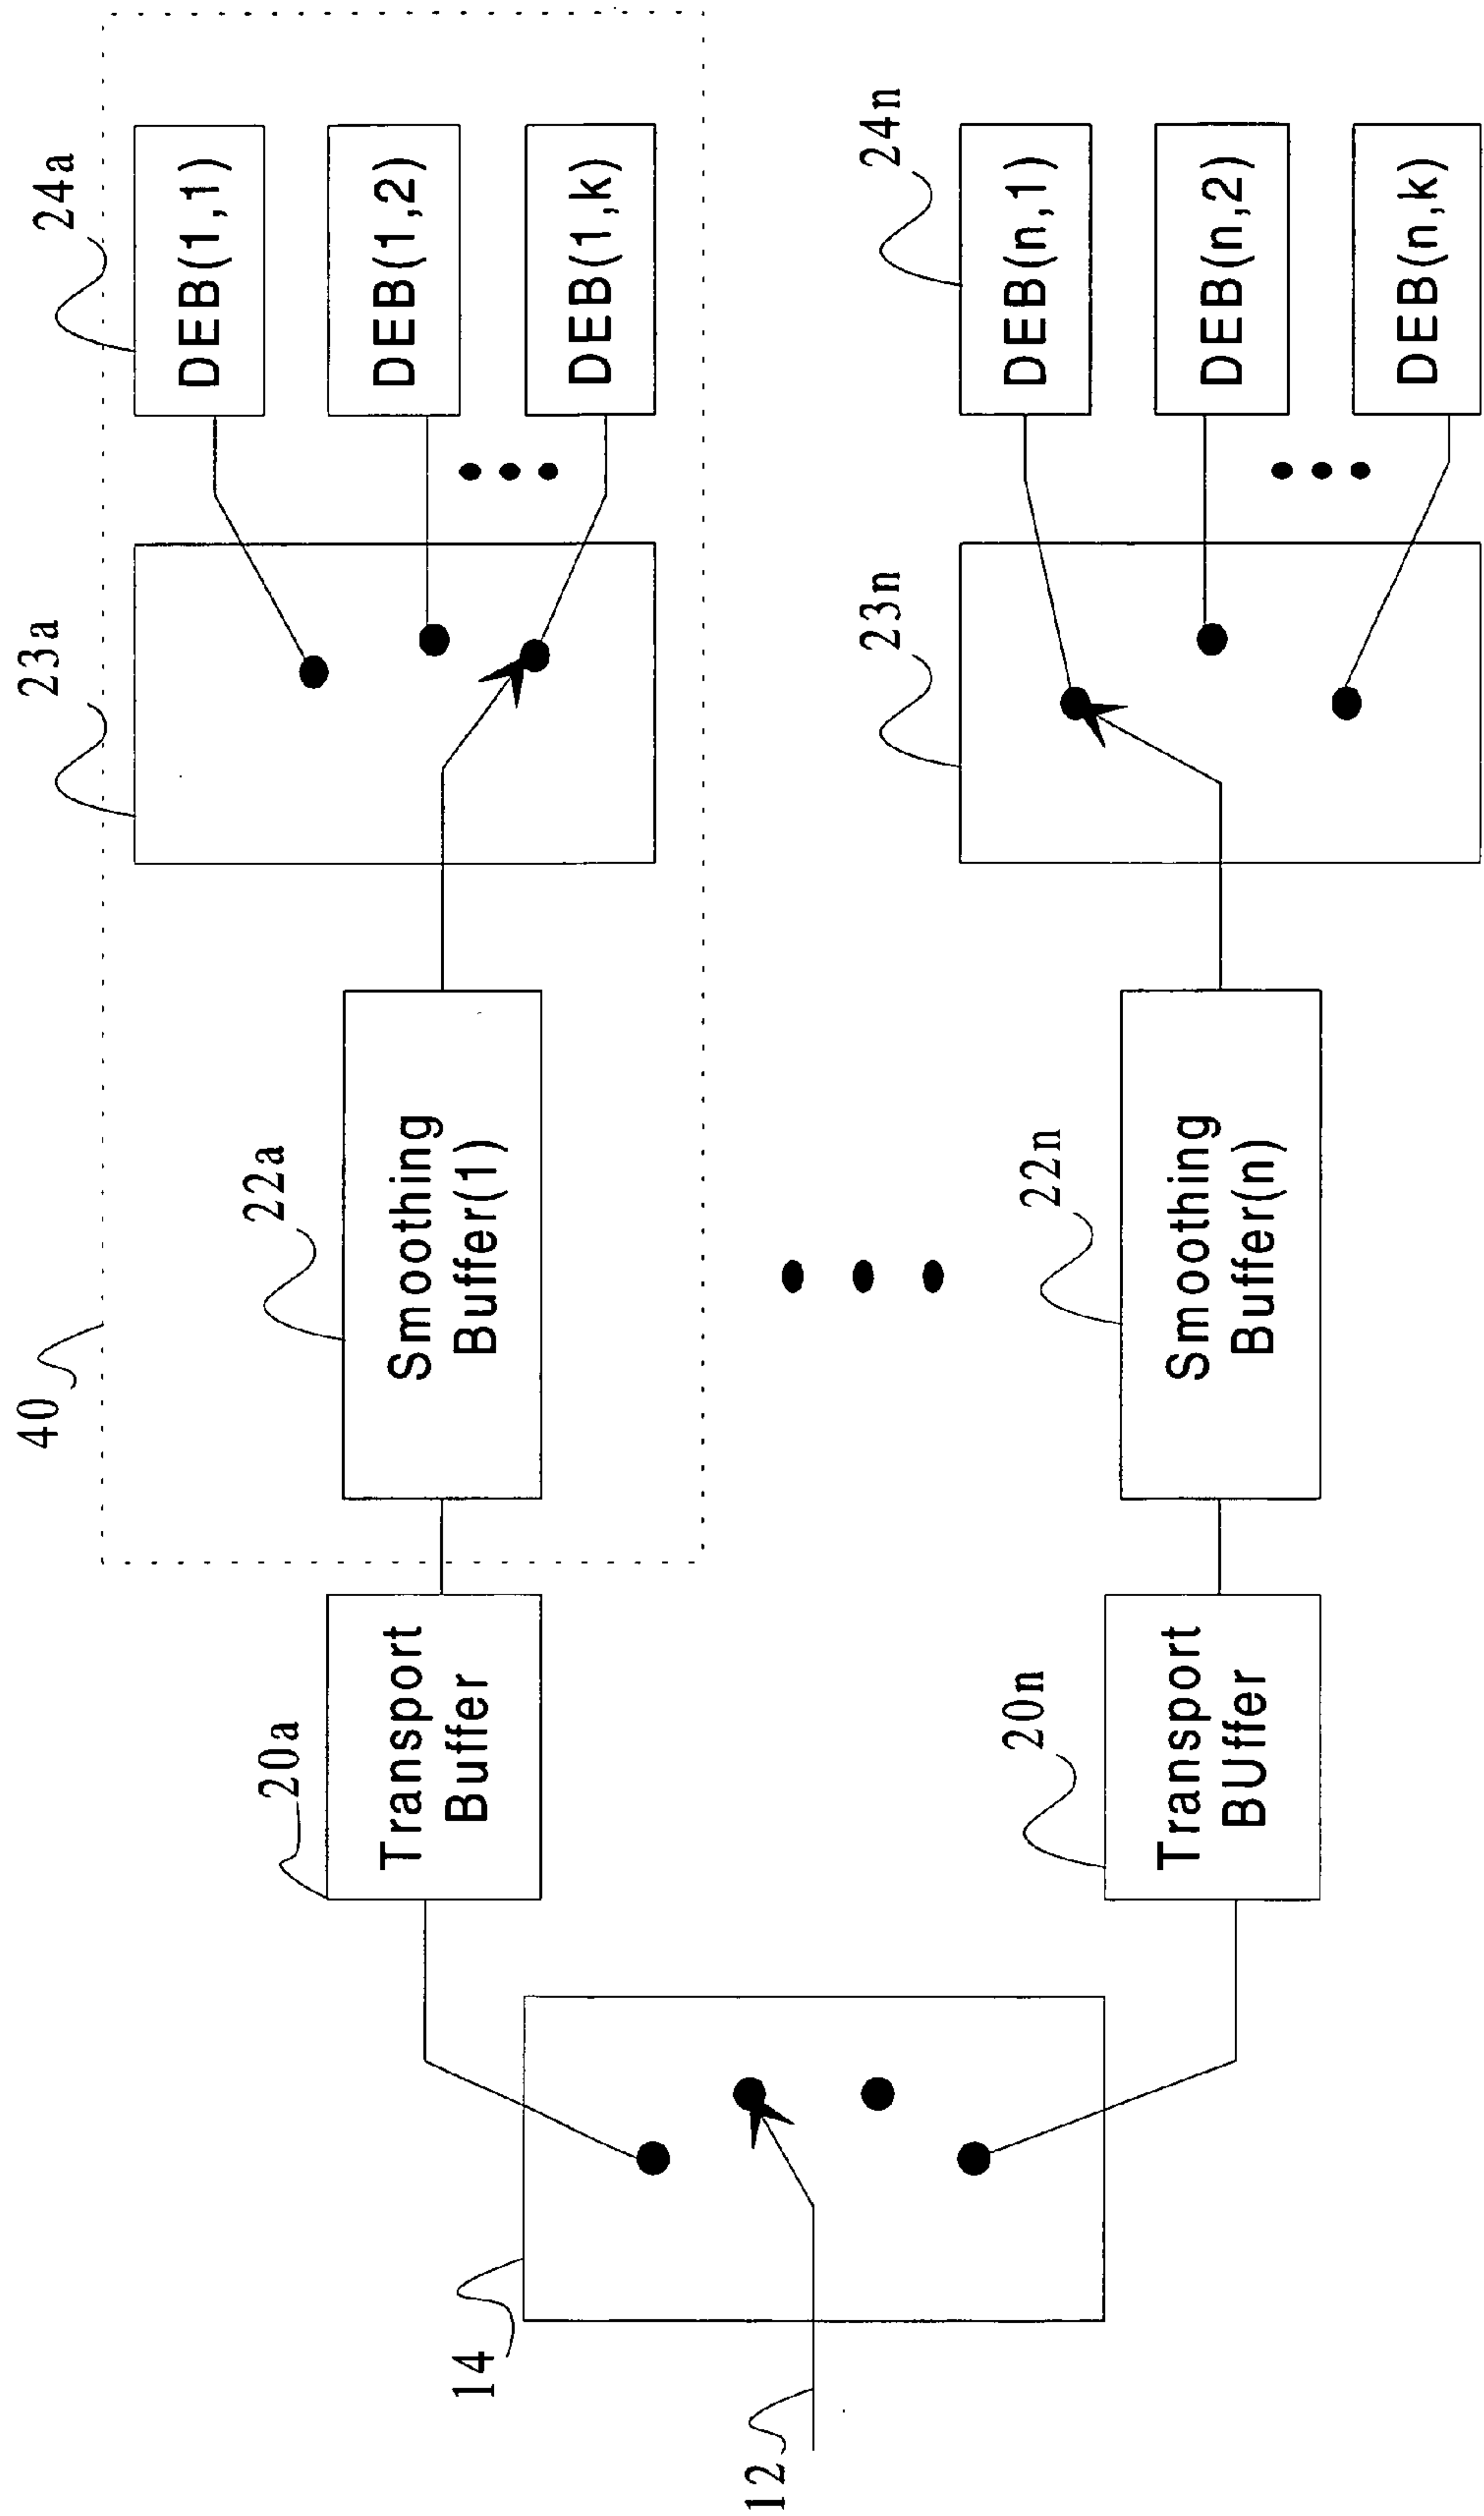 40
23a
24a
22a
20a
Transport
Buffer
Smoothing
Buffer(1)
DEB(1,1)
DEB(1,2)
DEB(1,k)
14
12
20n
22n
23n
24n
Transport
BUffer
Smoothing
Buffer(n)
DEB(n,1)
DEB(n,2)
DEB(n,k)